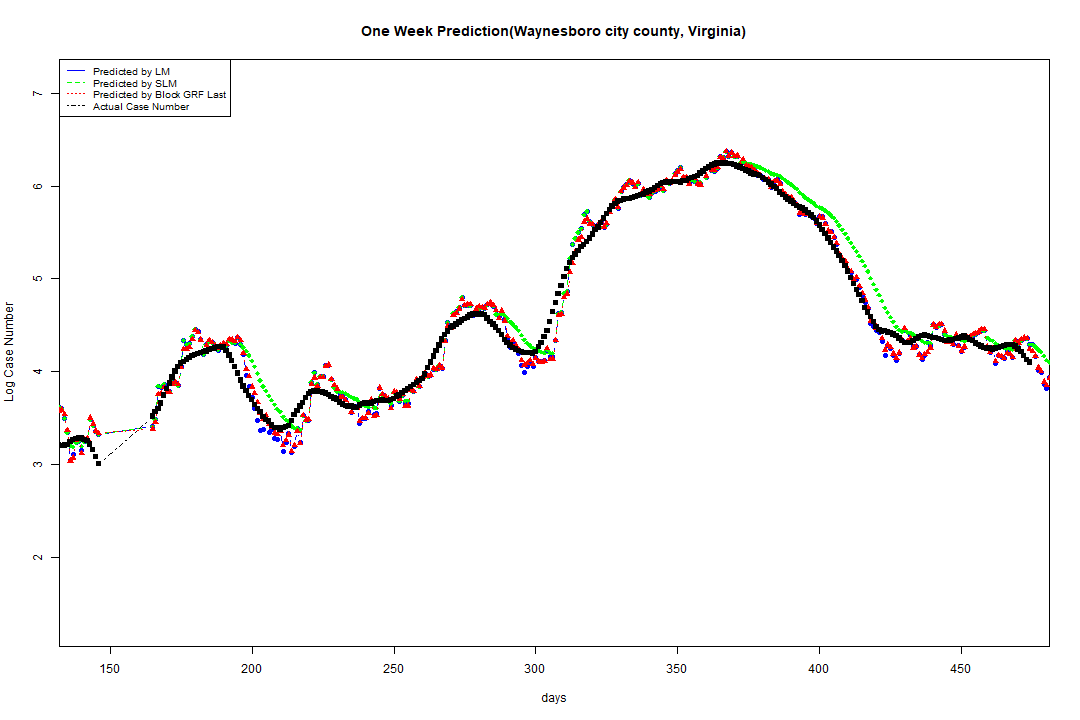 One Week Prediction(Waynesboro city county, Virginia)
Predicted by LM
Predicted by SLM
Predicted by Block GRF Last
Actual Case Number
7
6
5
4
3
2
Log Case Number
150 200 250 300 350 400 450
days